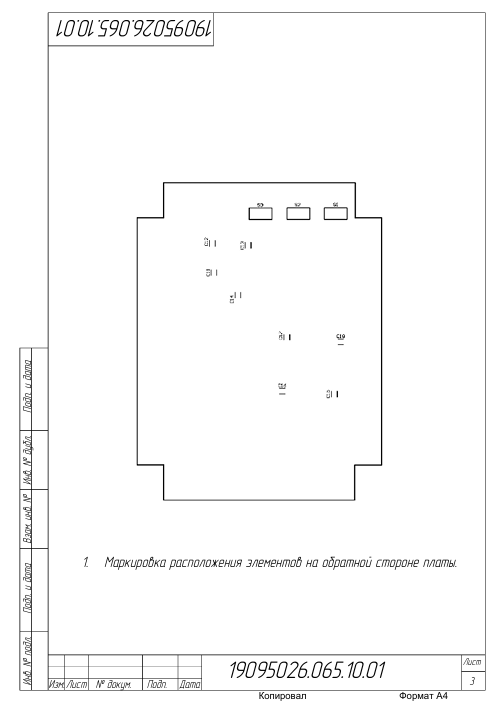 19095026.065.10.01
1. Маркировка расположения элементов на обратной стороне платы.
Подп. и дата
Инв. № дубл.
Взам. инв. №
Подп. и дата
Инв. № подл.
Изм. Лист № докум. Подп. Дата
19095026.065.10.01
Лист
3
Копировал Формат А4